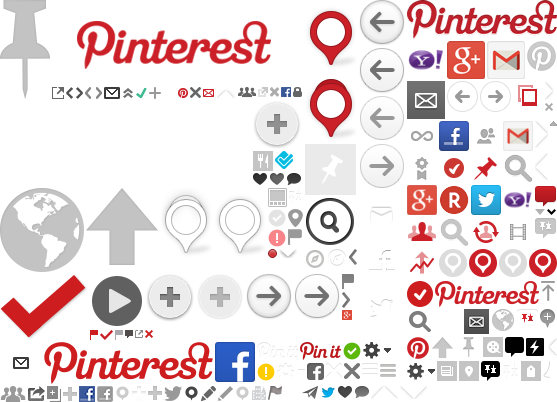 Pinterest
Pinterest
Y!
g+
M
f
M
g+
R
Y!
Pinterest
Pinterest
Pin it
f
g+